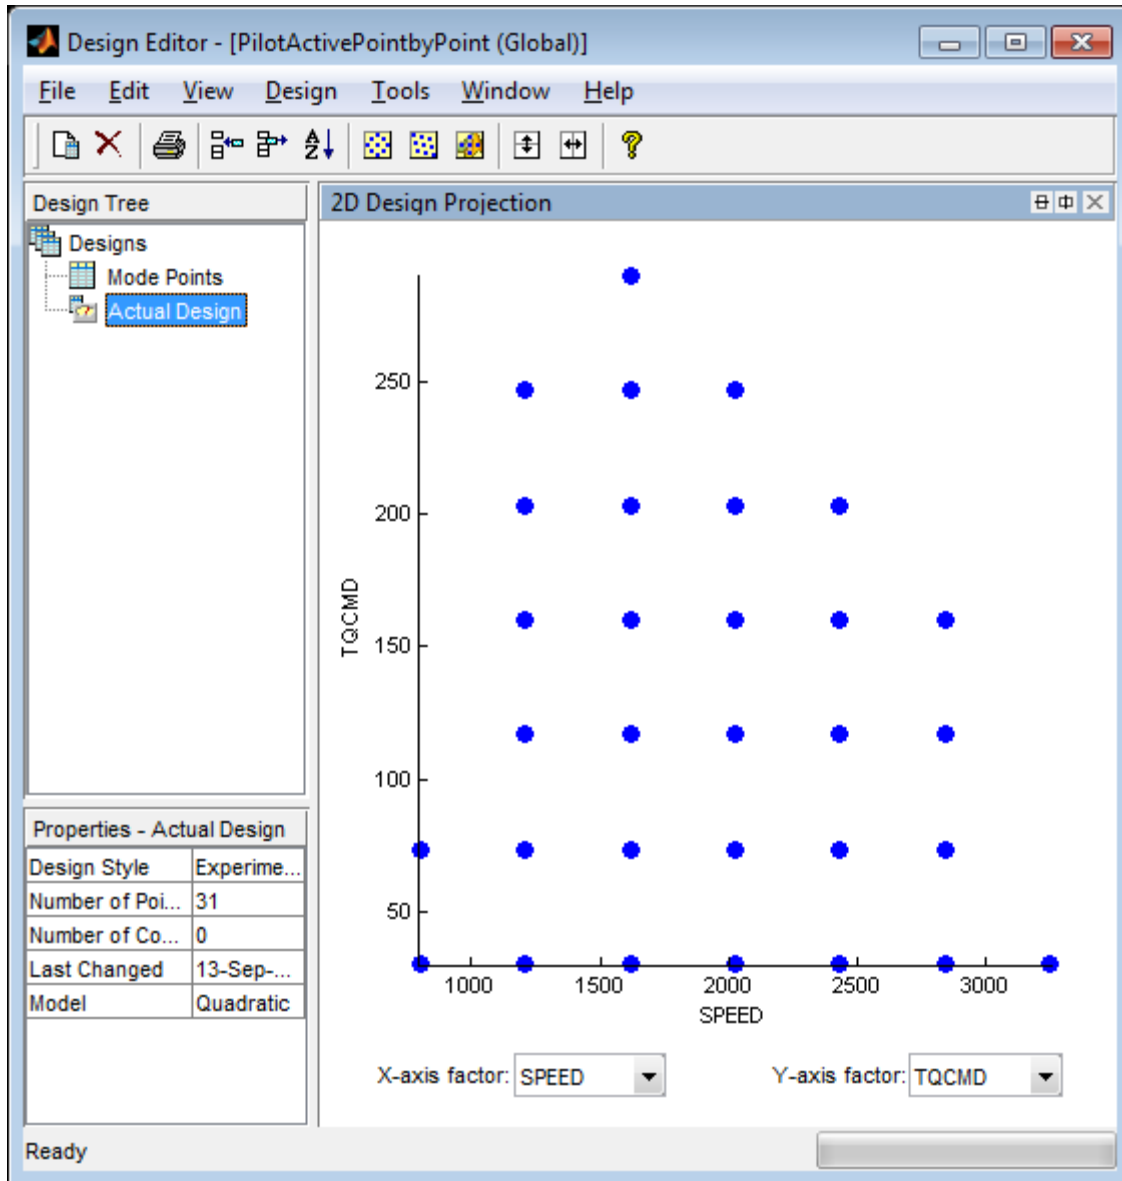 Design Editor - [PilotActivePointbyPoint (Global)]
File Edit View Design Tools Window Help
Design Tree
Designs
Mode Points
Actual Design
Properties - Actual Design
Design Style Experime...
Number of Poi... 31
Number of Co... 0
Last Changed 13-Sep-...
Model Quadratic
2D Design Projection
250
200
150
100
50
TQCMD
1000 1500 2000 2500 3000
SPEED
X-axis factor: SPEED Y-axis factor: TQCMD
Ready